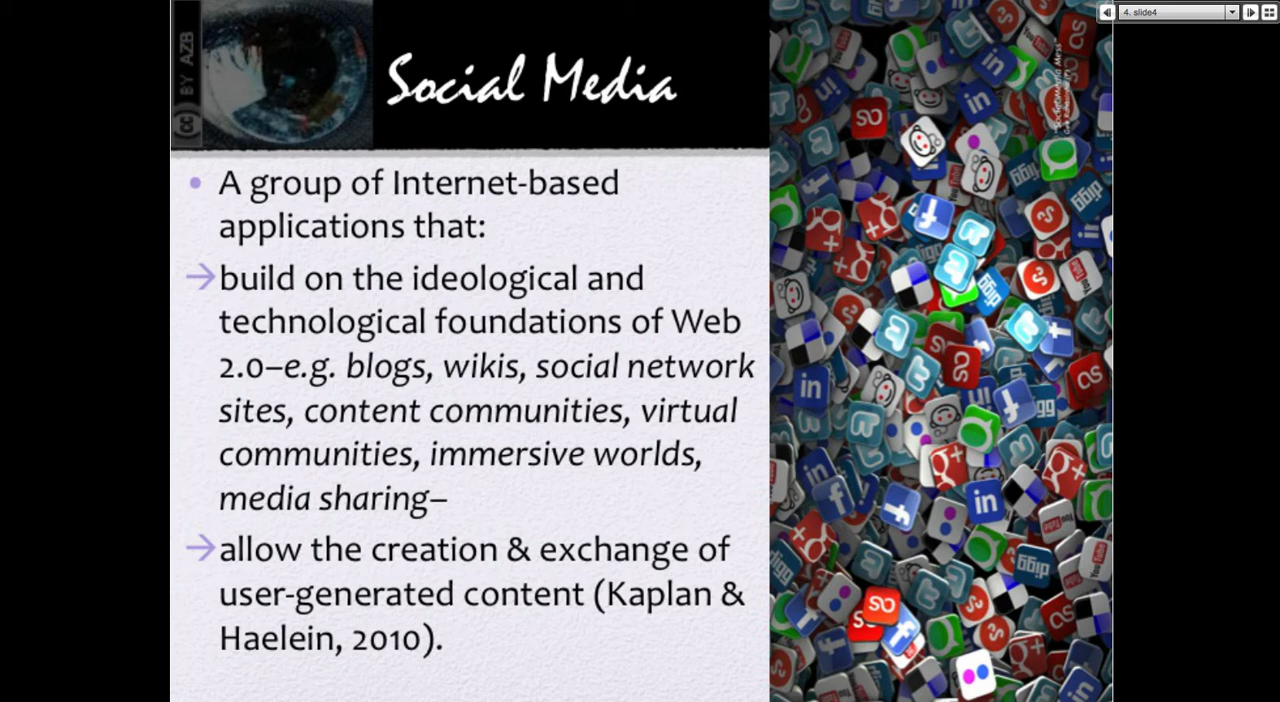 4. slide4
cc BY AZB
Social Media
• A group of Internet-based
applications that:
→build on the ideological and
technological foundations of Web
2.0–e.g. blogs, wikis, social network
sites, content communities, virtual
communities, immersive worlds,
media sharing–
→allow the creation & exchange of
user-generated content (Kaplan &
Haelein, 2010).